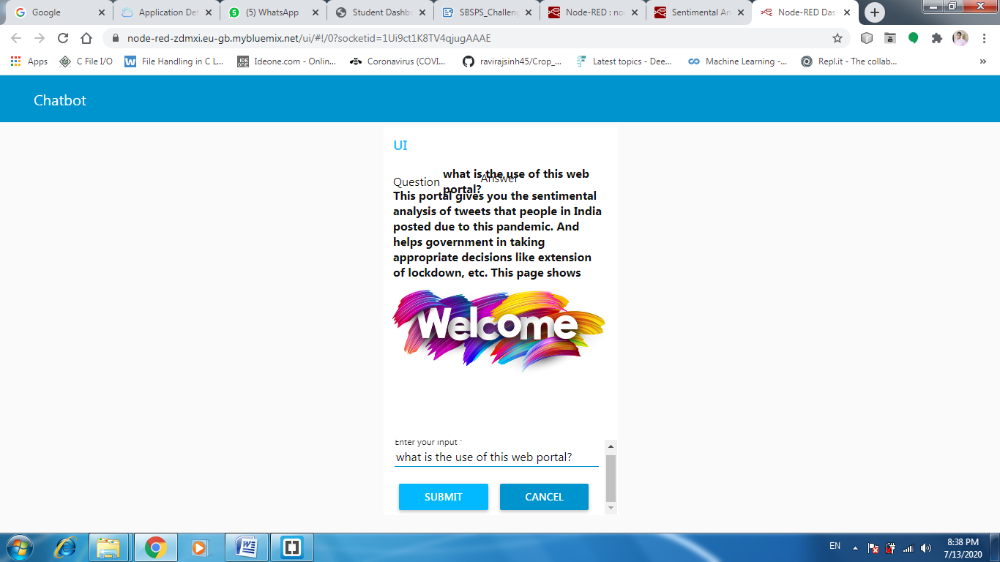 Google
Application Det
(5) WhatsApp
Student Dashbo
SBSPS_Challeng
Node-RED : no
Sentimental An
Node-RED Das
node-red-zdmxi.eu-gb.mybluemix.net/ui/#!/0?socketid=1Ui9ct1K8TV4qjugAAAE
Apps
C File I/O
File Handling in C L...
Ideone.com - Onlin...
Coronavirus (COVI...
ravirajsinh45/Crop_...
Latest topics - Dee...
Machine Learning -...
Repl.it - The collab...
»
Chatbot
UI
Question
what is the use of this web
portal?
Answer
This portal gives you the sentimental
analysis of tweets that people in India
posted due to this pandemic. And
helps government in taking
appropriate decisions like extension
of lockdown, etc. This page shows
Welcome
Enter your input *
what is the use of this web portal?
SUBMIT
CANCEL
EN
8:38 PM
7/13/2020